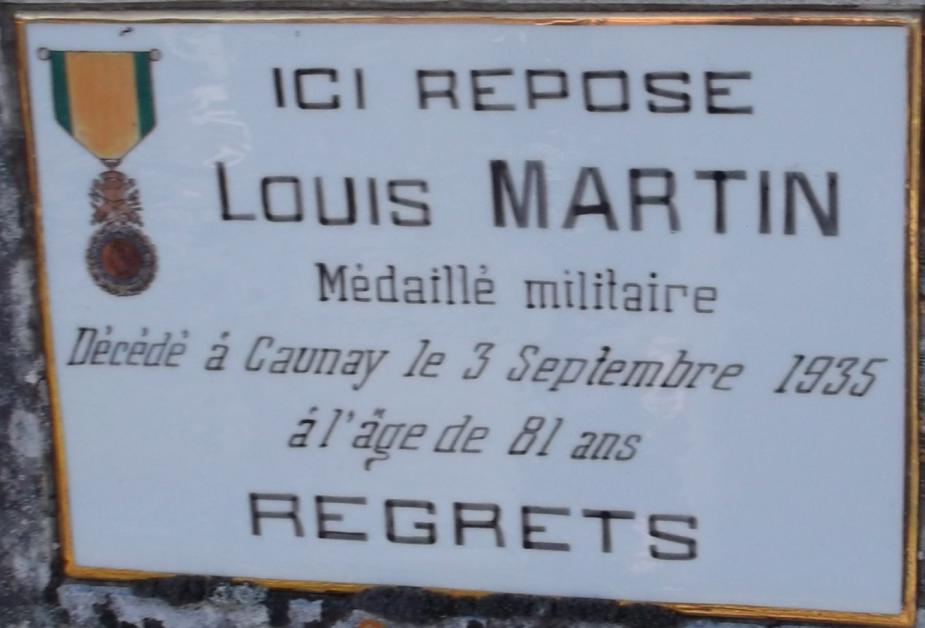 ICI REPOSE
LOUIS MARTIN
Médaillé militaire
Décédé á Caunay le 3 Septembre 1935
á l'âge de 81 ans
REGRETS